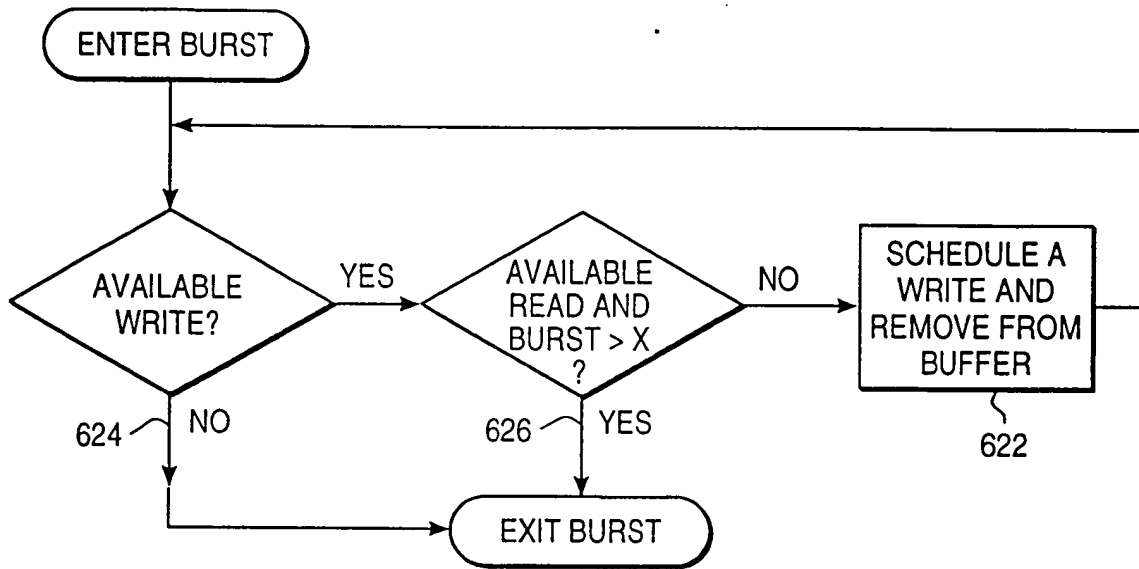 ENTER BURST
AVAILABLE
WRITE?
YES
AVAILABLE
READ AND
BURST > X
?
NO
SCHEDULE A
WRITE AND
REMOVE FROM
BUFFER
624
NO
626
YES
622
EXIT BURST